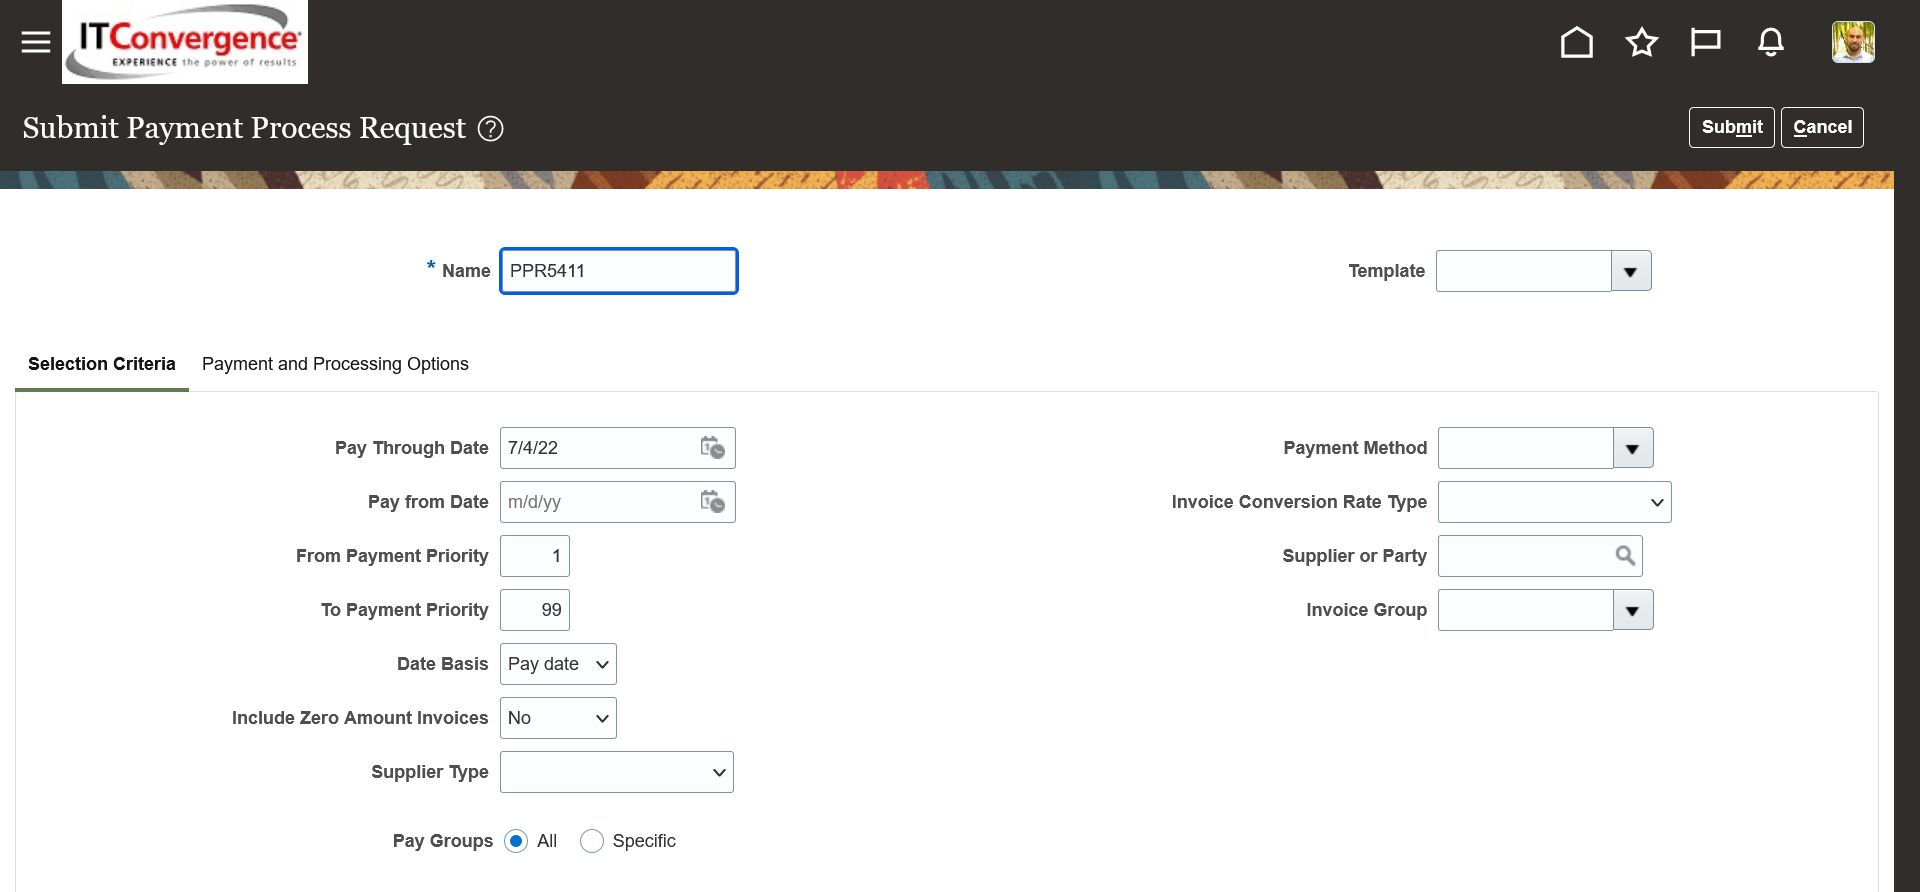 ITConvergence
EXPERIENCE the power of results
Submit Payment Process Request ?
Submit Cancel
* Name PPR5411
Template
Selection Criteria Payment and Processing Options
Pay Through Date 7/4/22
Payment Method
Pay from Date m/d/yy
Invoice Conversion Rate Type
From Payment Priority 1
Supplier or Party
To Payment Priority 99
Invoice Group
Date Basis Pay date
Include Zero Amount Invoices No
Supplier Type
Pay Groups All Specific